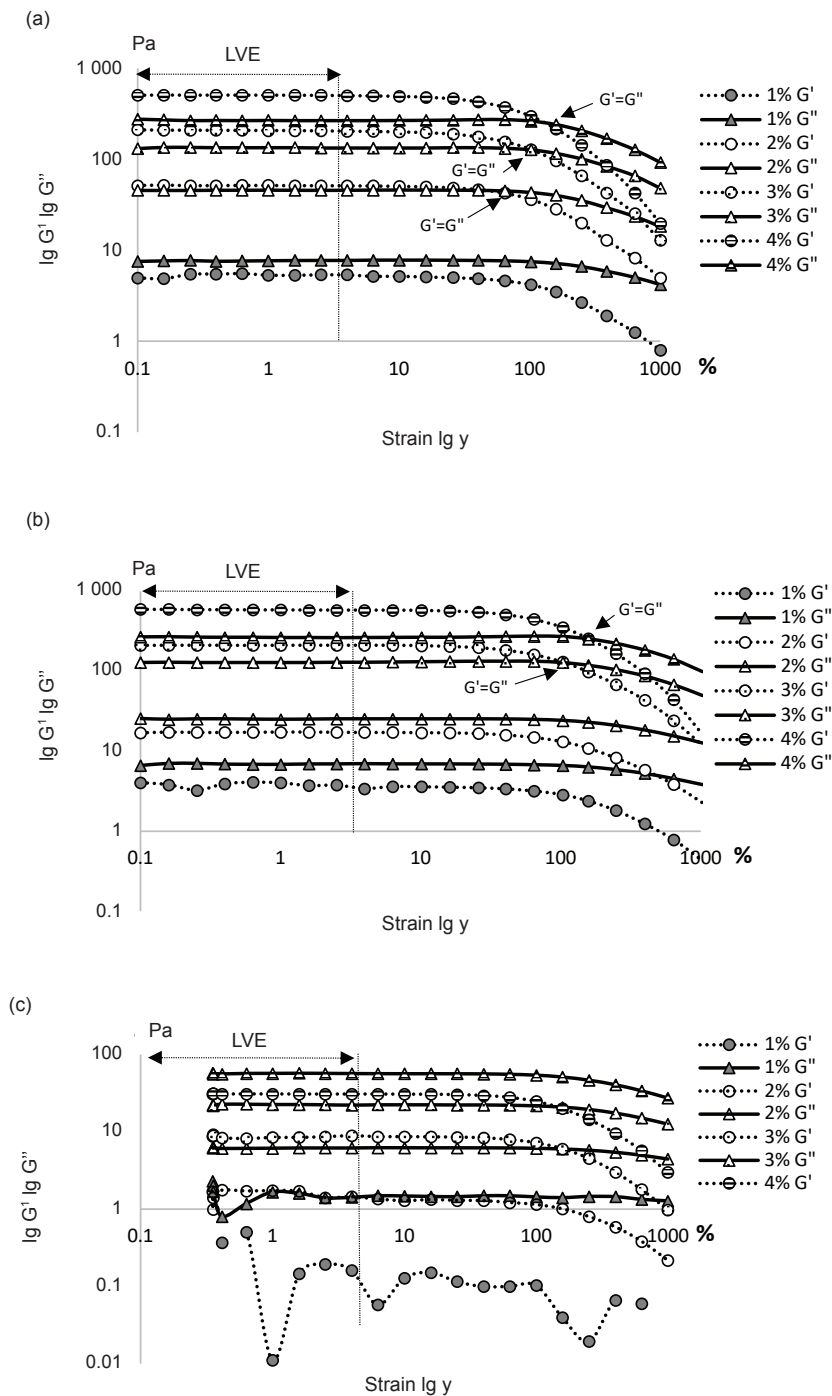 (a)
Pa
LVE
1 000
100
10
1
0.1
lg G¹ lg G"
G'=G"
G'=G"
G'=G"
0.1 1 10 100 1000 %
Strain lg y
1% G'
1% G"
2% G'
2% G"
3% G'
3% G"
4% G'
4% G"
(b)
Pa
LVE
1 000
100
10
1
0.1
lg G¹ lg G"
G'=G"
G'=G"
0.1 1 10 100 1000 %
Strain lg y
1% G'
1% G"
2% G'
2% G"
3% G'
3% G"
4% G'
4% G"
(c)
Pa
LVE
100
10
1
0.1
0.01
lg G¹ lg G"
0.1 1 10 100 1000 %
Strain lg y
1% G'
1% G"
2% G'
2% G"
3% G'
3% G"
4% G'